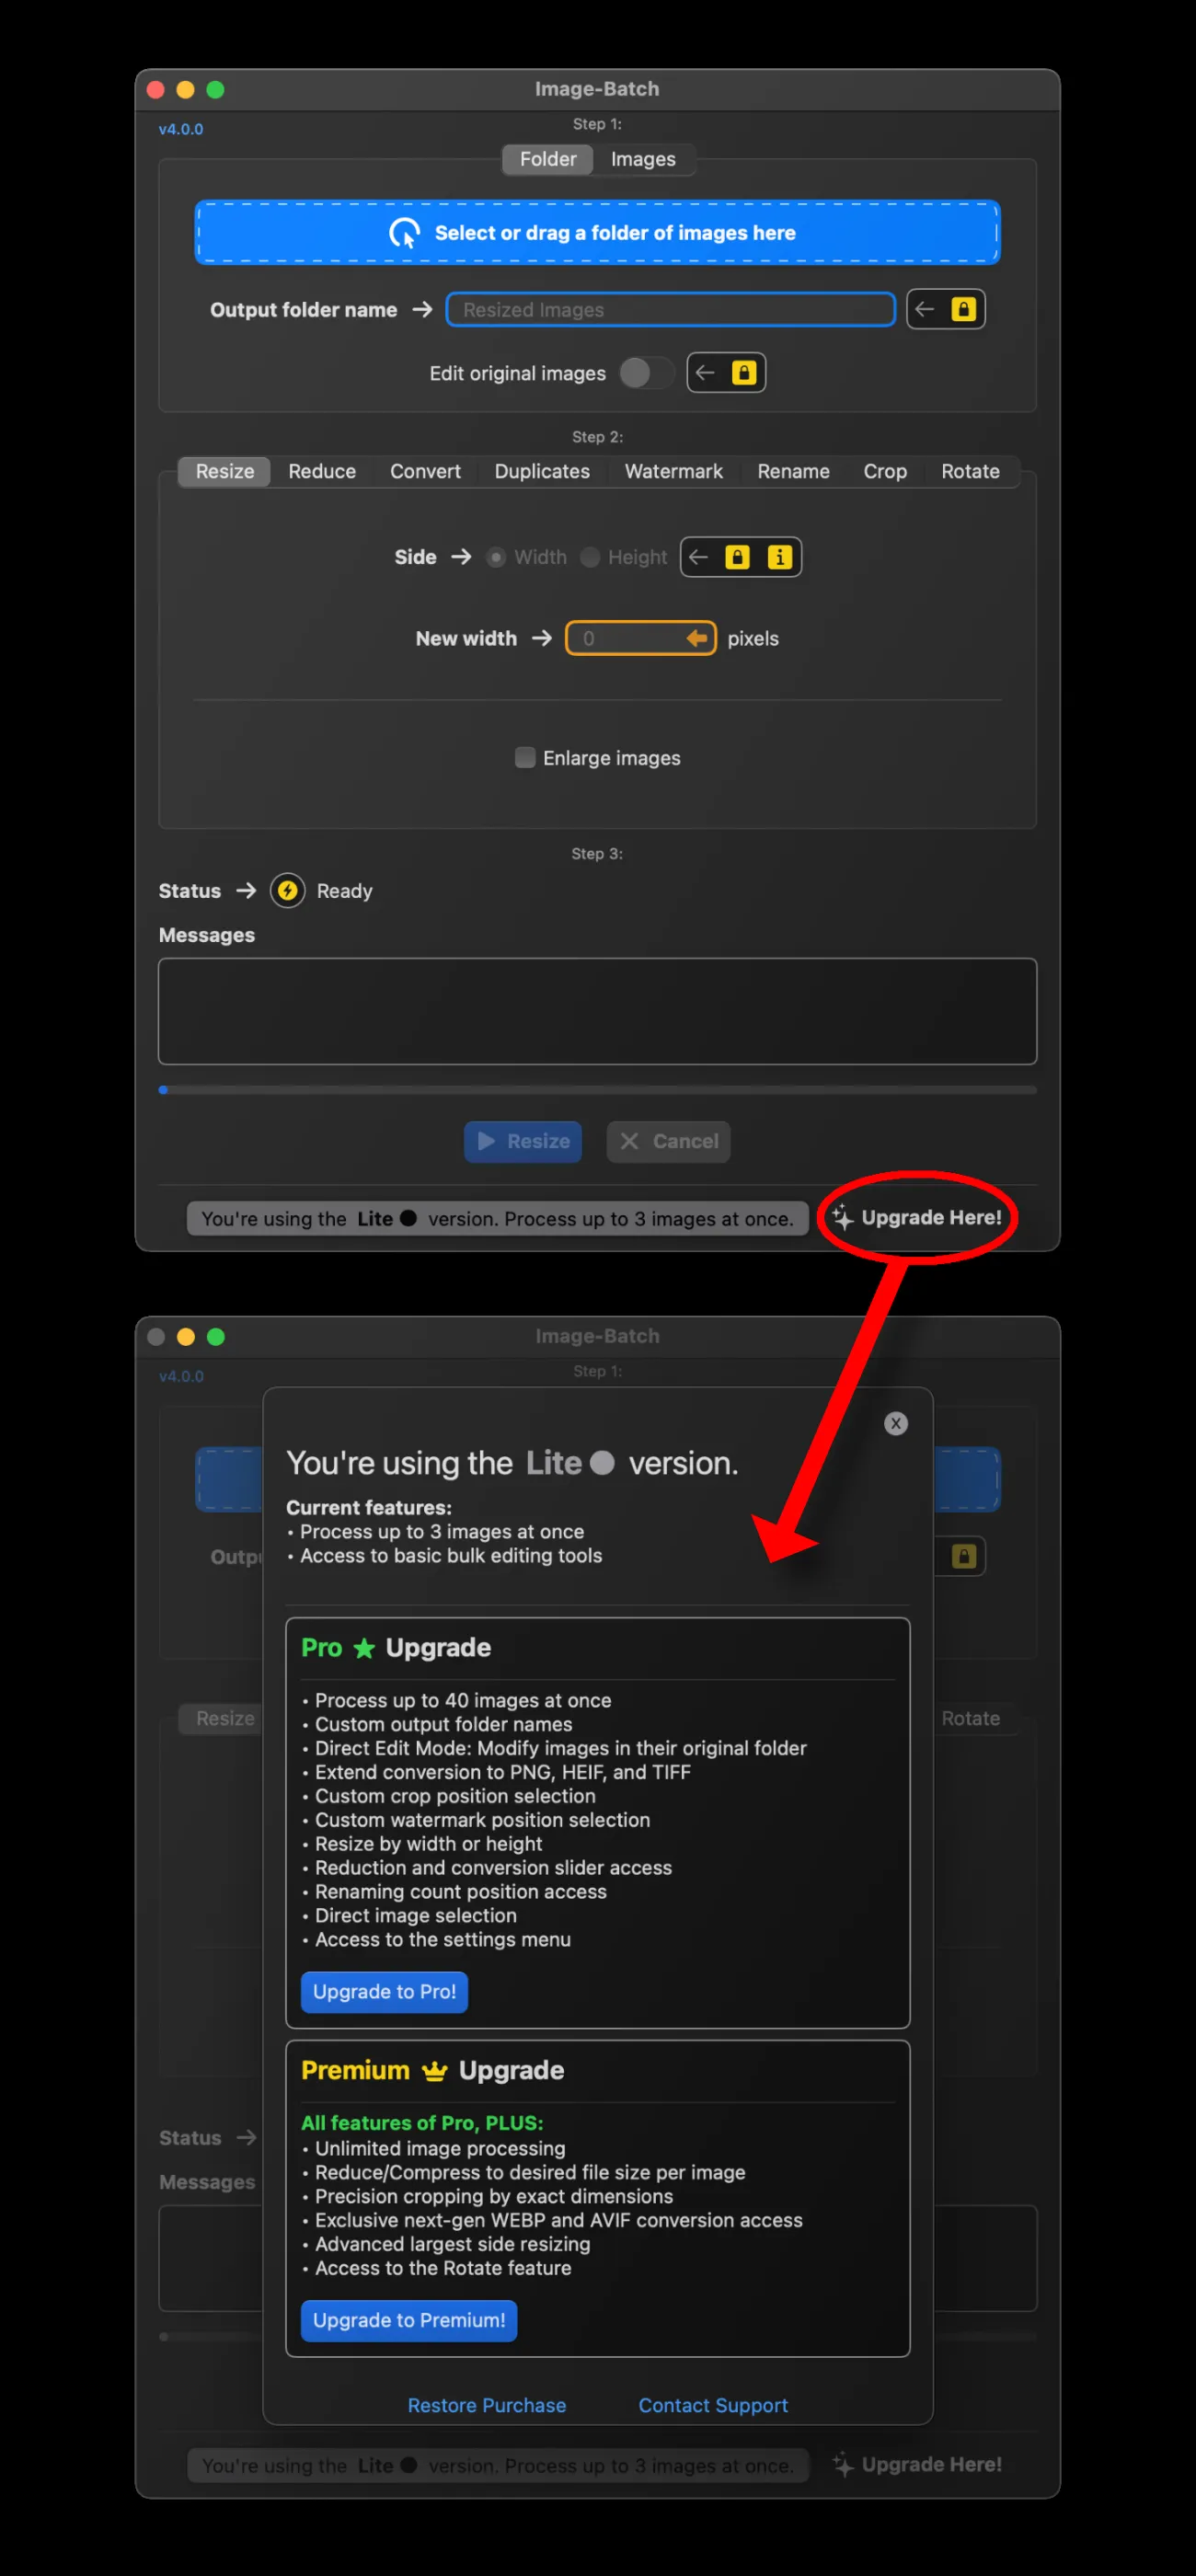 Image-Batch
v4.0.0
Step 1:
Folder Images
Select or drag a folder of images here
Output folder name → Resized Images ←
Edit original images ←
Step 2:
Resize Reduce Convert Duplicates Watermark Rename Crop Rotate
Side → Width Height ← i
New width → 0 pixels
Enlarge images
Step 3:
Status → Ready
Messages
Resize Cancel
You're using the Lite version. Process up to 3 images at once. Upgrade Here!
Image-Batch
v4.0.0
Step 1:
X
You're using the Lite version.
Current features:
• Process up to 3 images at once
• Access to basic bulk editing tools
Outpu
Pro Upgrade
• Process up to 40 images at once
• Custom output folder names
Resize Rotate
• Direct Edit Mode: Modify images in their original folder
• Extend conversion to PNG, HEIF, and TIFF
• Custom crop position selection
• Custom watermark position selection
• Resize by width or height
• Reduction and conversion slider access
• Renaming count position access
• Direct image selection
• Access to the settings menu
Upgrade to Pro!
Premium Upgrade
All features of Pro, PLUS:
Status →
• Unlimited image processing
• Reduce/Compress to desired file size per image
Messages
• Precision cropping by exact dimensions
• Exclusive next-gen WEBP and AVIF conversion access
• Advanced largest side resizing
• Access to the Rotate feature
Upgrade to Premium!
Restore Purchase Contact Support
You're using the Lite version. Process up to 3 images at once. Upgrade Here!